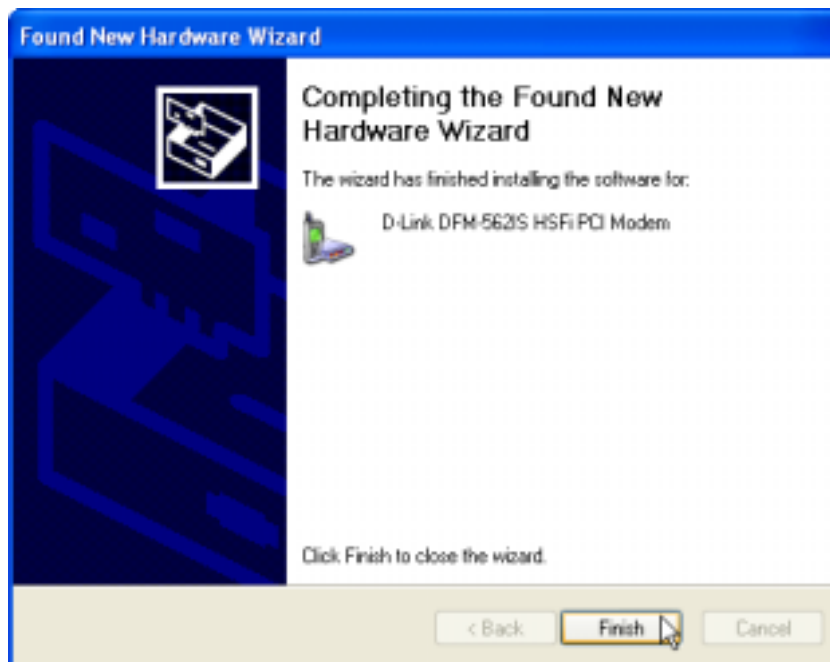 Found New Hardware Wizard
Completing the Found New
Hardware Wizard
The wizard has finished installing the software for:
D-Link DFM-562IS HSFi PCI Modem
Click Finish to close the wizard.
< Back
Finish
Cancel